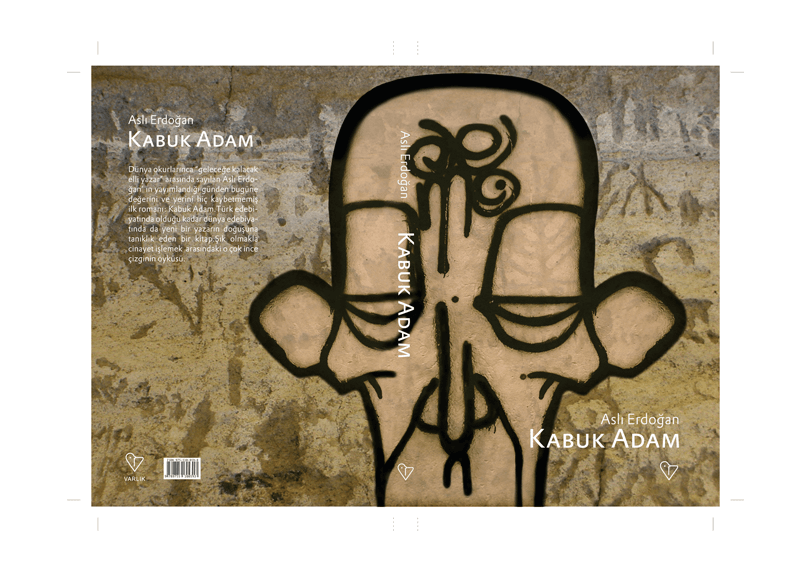 Aslı Erdoğan
KABUK ADAM
Dünya okurlarınca "geleceğe kalacak
elli yazar" arasında sayılan Aslı Erdo-
ğan'ın yayımlandığı günden bugüne
değerini ve yerini hiç kaybetmemiş
ilk romanı: Kabuk Adam. Türk edebi-
yatında olduğu kadar dünya edebiya-
tında da yeni bir yazarın doğuşuna
tanıklık eden bir kitap. Şık olmakla
cinayet işlemek arasındaki o çok ince
çizginin öyküsü.
VARLIK
Aslı Erdoğan
KABUK ADAM
Aslı Erdoğan
KABUK ADAM